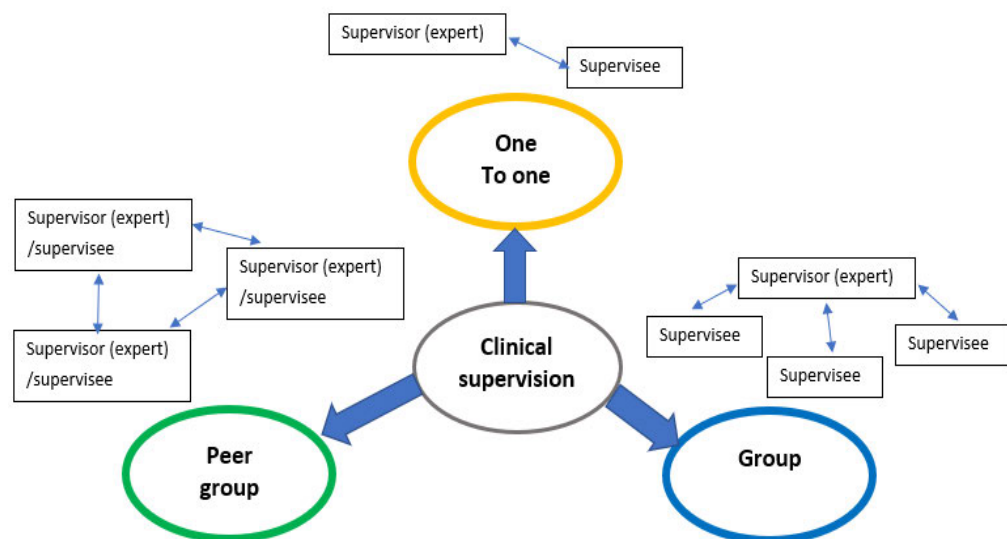 Supervisor (expert)
Supervisee
One
To one
Supervisor (expert)
/supervisee
Supervisor (expert)
/supervisee
Supervisor (expert)
/supervisee
Supervisor (expert)
Supervisee
Supervisee
Supervisee
Clinical
supervision
Peer
group
Group